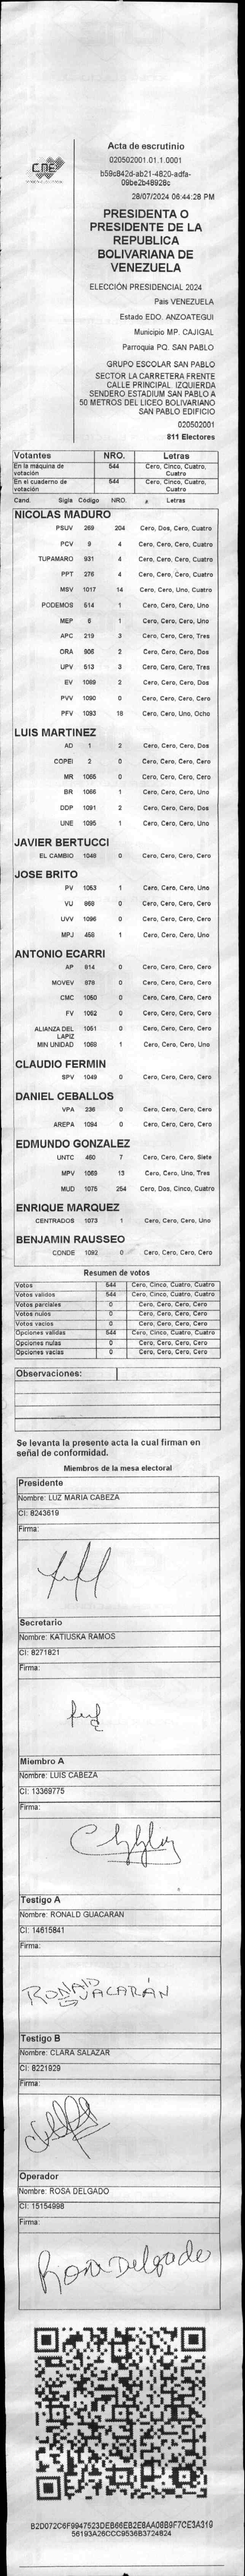 CNE
Acta de escrutinio
020502001.01.1.0001
b59c842d-ab21-4820-adfa-
09be2b48928c
28/07/2024 06:44:28 PM
PRESIDENTA O
PRESIDENTE DE LA
REPUBLICA
BOLIVARIANA DE
VENEZUELA
ELECCIÓN PRESIDENCIAL 2024
Pais VENEZUELA
Estado EDO. ANZOATEGUI
Municipio MP. CAJIGAL
Parroquia PQ. SAN PABLO
GRUPO ESCOLAR SAN PABLO
SECTOR LA CARRETERA FRENTE
CALLE PRINCIPAL IZQUIERDA
SENDERO ESTADIUM SAN PABLO A
50 METROS DEL LICEO BOLIVARIANO
SAN PABLO EDIFICIO
020502001
811 Electores
Votantes NRO. Letras
En la máquina de votación 544 Cero, Cinco, Cuatro, Cuatro
En el cuaderno de votación 544 Cero, Cinco, Cuatro, Cuatro
Cand. Sigla Código NRO. Letras
NICOLAS MADURO
PSUV 269 204 Cero, Dos, Cero, Cuatro
PCV 9 4 Cero, Cero, Cero, Cuatro
TUPAMARO 931 4 Cero, Cero, Cero, Cuatro
PPT 276 4 Cero, Cero, Cero, Cuatro
MSV 1017 14 Cero, Cero, Uno, Cuatro
PODEMOS 514 1 Cero, Cero, Cero, Uno
MEP 6 1 Cero, Cero, Cero, Uno
APC 219 3 Cero, Cero, Cero, Tres
ORA 906 2 Cero, Cero, Cero, Dos
UPV 513 3 Cero, Cero, Cero, Tres
EV 1089 2 Cero, Cero, Cero, Dos
PVV 1090 0 Cero, Cero, Cero, Cero
PFV 1093 18 Cero, Cero, Uno, Ocho
LUIS MARTINEZ
AD 1 2 Cero, Cero, Cero, Dos
COPEI 2 0 Cero, Cero, Cero, Cero
MR 1065 0 Cero, Cero, Cero, Cero
BR 1066 1 Cero, Cero, Cero, Uno
DDP 1091 2 Cero, Cero, Cero, Dos
UNE 1095 1 Cero, Cero, Cero, Uno
JAVIER BERTUCCI
EL CAMBIO 1048 0 Cero, Cero, Cero, Cero
JOSE BRITO
PV 1053 1 Cero, Cero, Cero, Uno
VU 868 0 Cero, Cero, Cero, Cero
UVV 1096 0 Cero, Cero, Cero, Cero
MPJ 458 1 Cero, Cero, Cero, Uno
ANTONIO ECARRI
AP 814 0 Cero, Cero, Cero, Cero
MOVEV 876 0 Cero, Cero, Cero, Cero
CMC 1050 0 Cero, Cero, Cero, Cero
FV 1052 0 Cero, Cero, Cero, Cero
ALIANZA DEL LAPIZ 1051 0 Cero, Cero, Cero, Cero
MIN UNIDAD 1068 1 Cero, Cero, Cero, Uno
CLAUDIO FERMIN
SPV 1049 0 Cero, Cero, Cero, Cero
DANIEL CEBALLOS
VPA 236 0 Cero, Cero, Cero, Cero
AREPA 1094 0 Cero, Cero, Cero, Cero
EDMUNDO GONZALEZ
UNTC 460 7 Cero, Cero, Cero, Siete
MPV 1069 13 Cero, Cero, Uno, Tres
MUD 1075 254 Cero, Dos, Cinco, Cuatro
ENRIQUE MARQUEZ
CENTRADOS 1073 1 Cero, Cero, Cero, Uno
BENJAMIN RAUSSEO
CONDE 1092 0 Cero, Cero, Cero, Cero
Resumen de votos
Votos 544 Cero, Cinco, Cuatro, Cuatro
Votos validos 544 Cero, Cinco, Cuatro, Cuatro
Votos parciales 0 Cero, Cero, Cero, Cero
Votos nulos 0 Cero, Cero, Cero, Cero
Votos vacios 0 Cero, Cero, Cero, Cero
Opciones validas 544 Cero, Cinco, Cuatro, Cuatro
Opciones nulas 0 Cero, Cero, Cero, Cero
Opciones vacias 0 Cero, Cero, Cero, Cero
Observaciones:
Se levanta la presente acta la cual firman en
señal de conformidad.
Miembros de la mesa electoral
Presidente
Nombre: LUZ MARIA CABEZA
CI: 8243619
Firma:
Secretario
Nombre: KATIUSKA RAMOS
CI: 8271821
Firma:
Miembro A
Nombre: LUIS CABEZA
CI: 13369775
Firma:
Testigo A
Nombre: RONALD GUACARAN
CI: 14615841
Firma:
RONALD
GUACARÁN
Testigo B
Nombre: CLARA SALAZAR
CI: 8221929
Firma:
Operador
Nombre: ROSA DELGADO
CI: 15154998
Firma:
Rosa Delgado
B2D072C6F9947523DEB66EB2E8AA08B9F7CE3A319
56193A26CCC9536B3724824